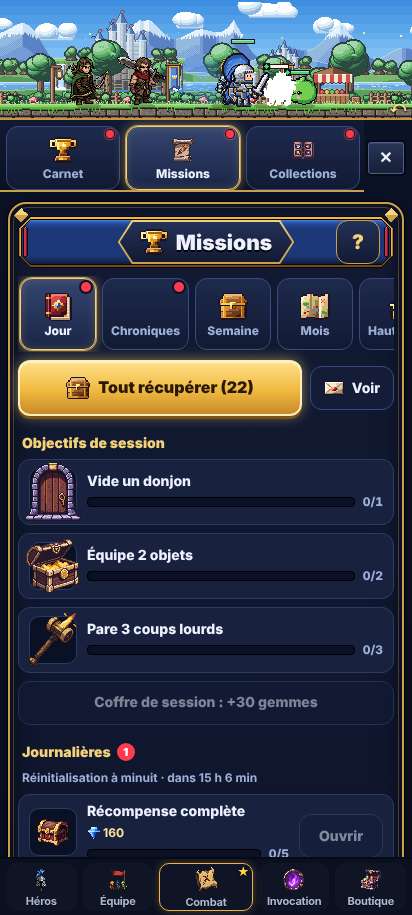 Carnet
Missions
Collections
×
Missions
?
Jour
Chroniques
Semaine
Mois
Haut
Tout récupérer (22)
Voir
Objectifs de session
Vide un donjon
0/1
Équipe 2 objets
0/2
Pare 3 coups lourds
0/3
Coffre de session : +30 gemmes
Journalières 1
Réinitialisation à minuit · dans 15 h 6 min
Récompense complète
160
0/5
Ouvrir
Héros
Équipe
Combat
Invocation
Boutique